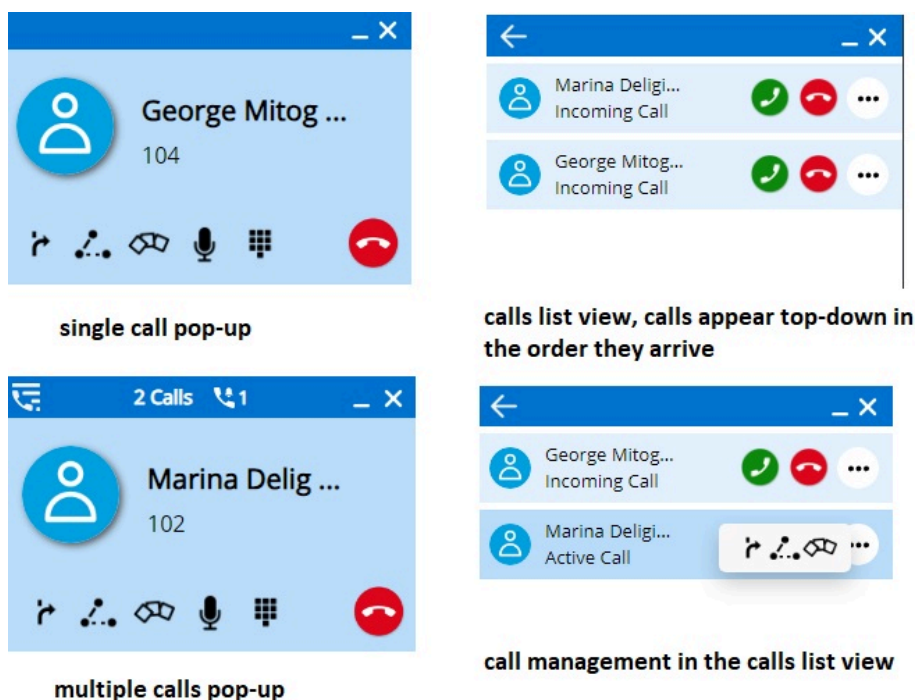 George Mitog ...
104
single call pop-up
Marina Deligi...
Incoming Call
George Mitog...
Incoming Call
calls list view, calls appear top-down in
the order they arrive
2 Calls 1
Marina Delig ...
102
multiple calls pop-up
George Mitog...
Incoming Call
Marina Deligi...
Active Call
call management in the calls list view